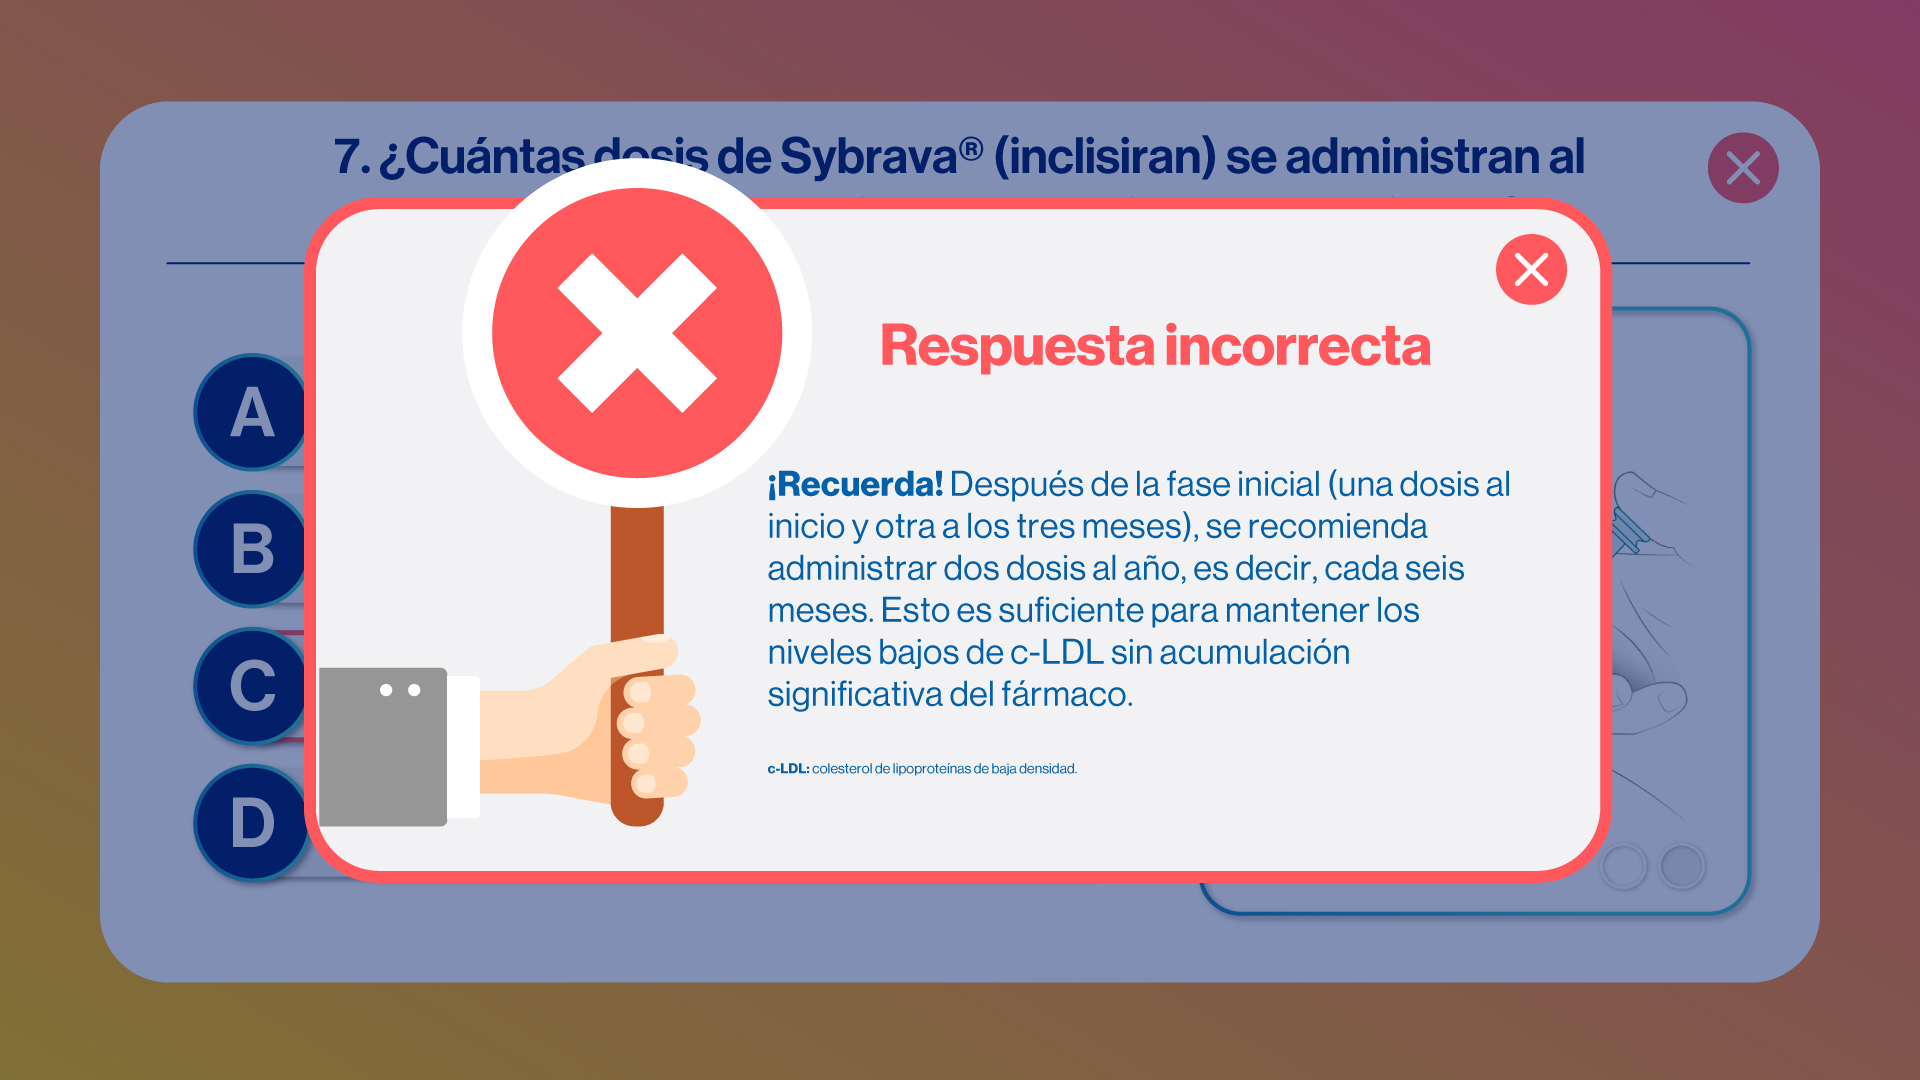 7. ¿Cuántas dosis de Sybrava® (inclisiran) se administran al
A
B
C
D
Respuesta incorrecta
¡Recuerda! Después de la fase inicial (una dosis al
inicio y otra a los tres meses), se recomienda
administrar dos dosis al año, es decir, cada seis
meses. Esto es suficiente para mantener los
niveles bajos de c-LDL sin acumulación
significativa del fármaco.
c-LDL: colesterol de lipoproteínas de baja densidad.